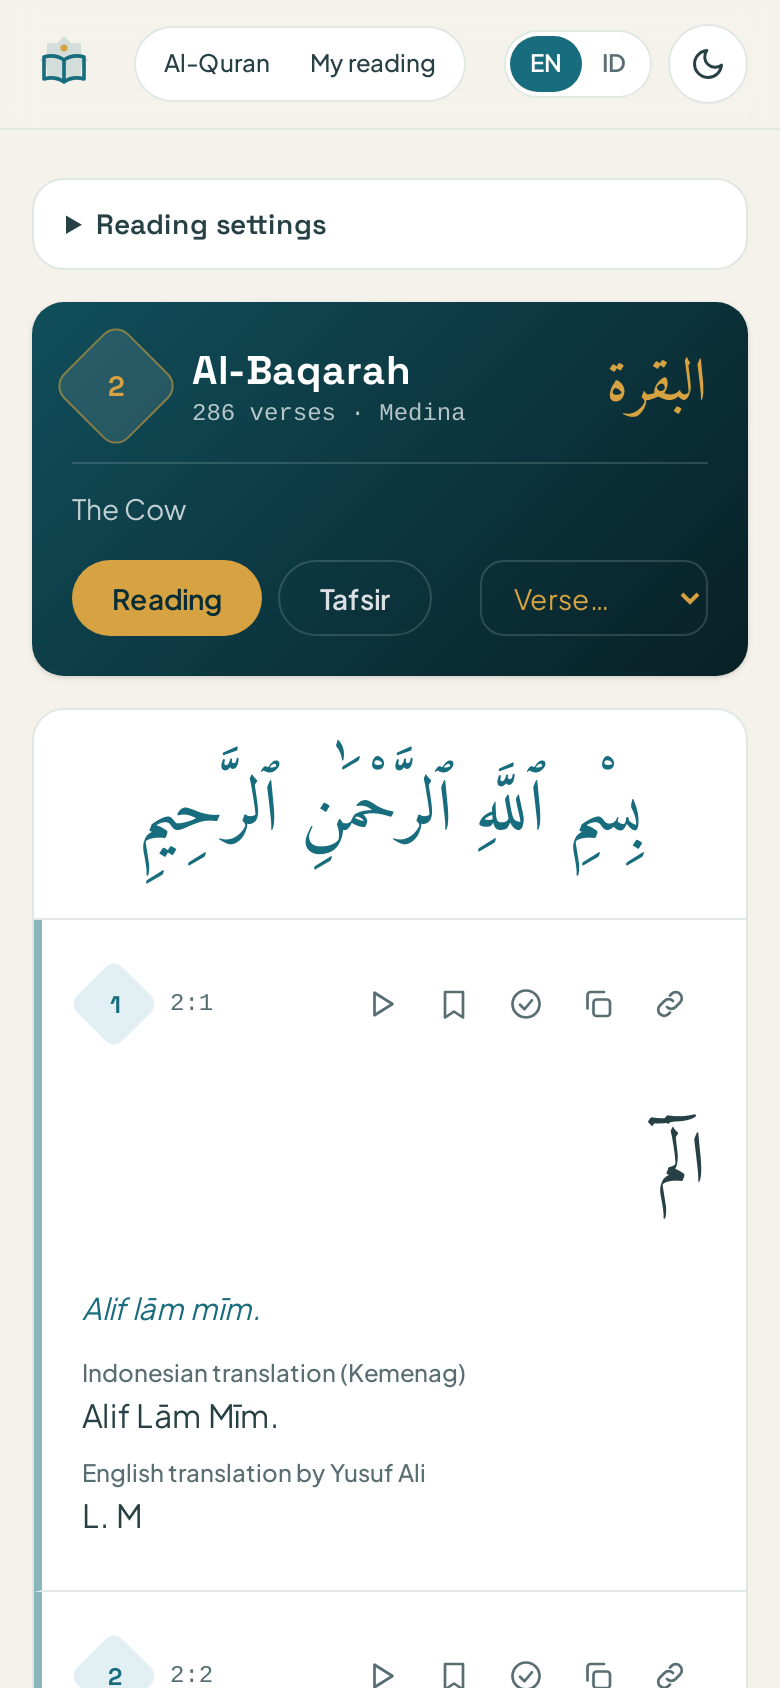 Al-Quran My reading EN ID
Reading settings
2 Al-Baqarah البقرة
286 verses · Medina
The Cow
Reading Tafsir Verse...
بِسْمِ ٱللَّهِ ٱلرَّحْمَٰنِ ٱلرَّحِيمِ
1 2:1
الٓمٓ
Alif lām mīm.
Indonesian translation (Kemenag)
Alif Lām Mīm.
English translation by Yusuf Ali
L. M
2 2:2